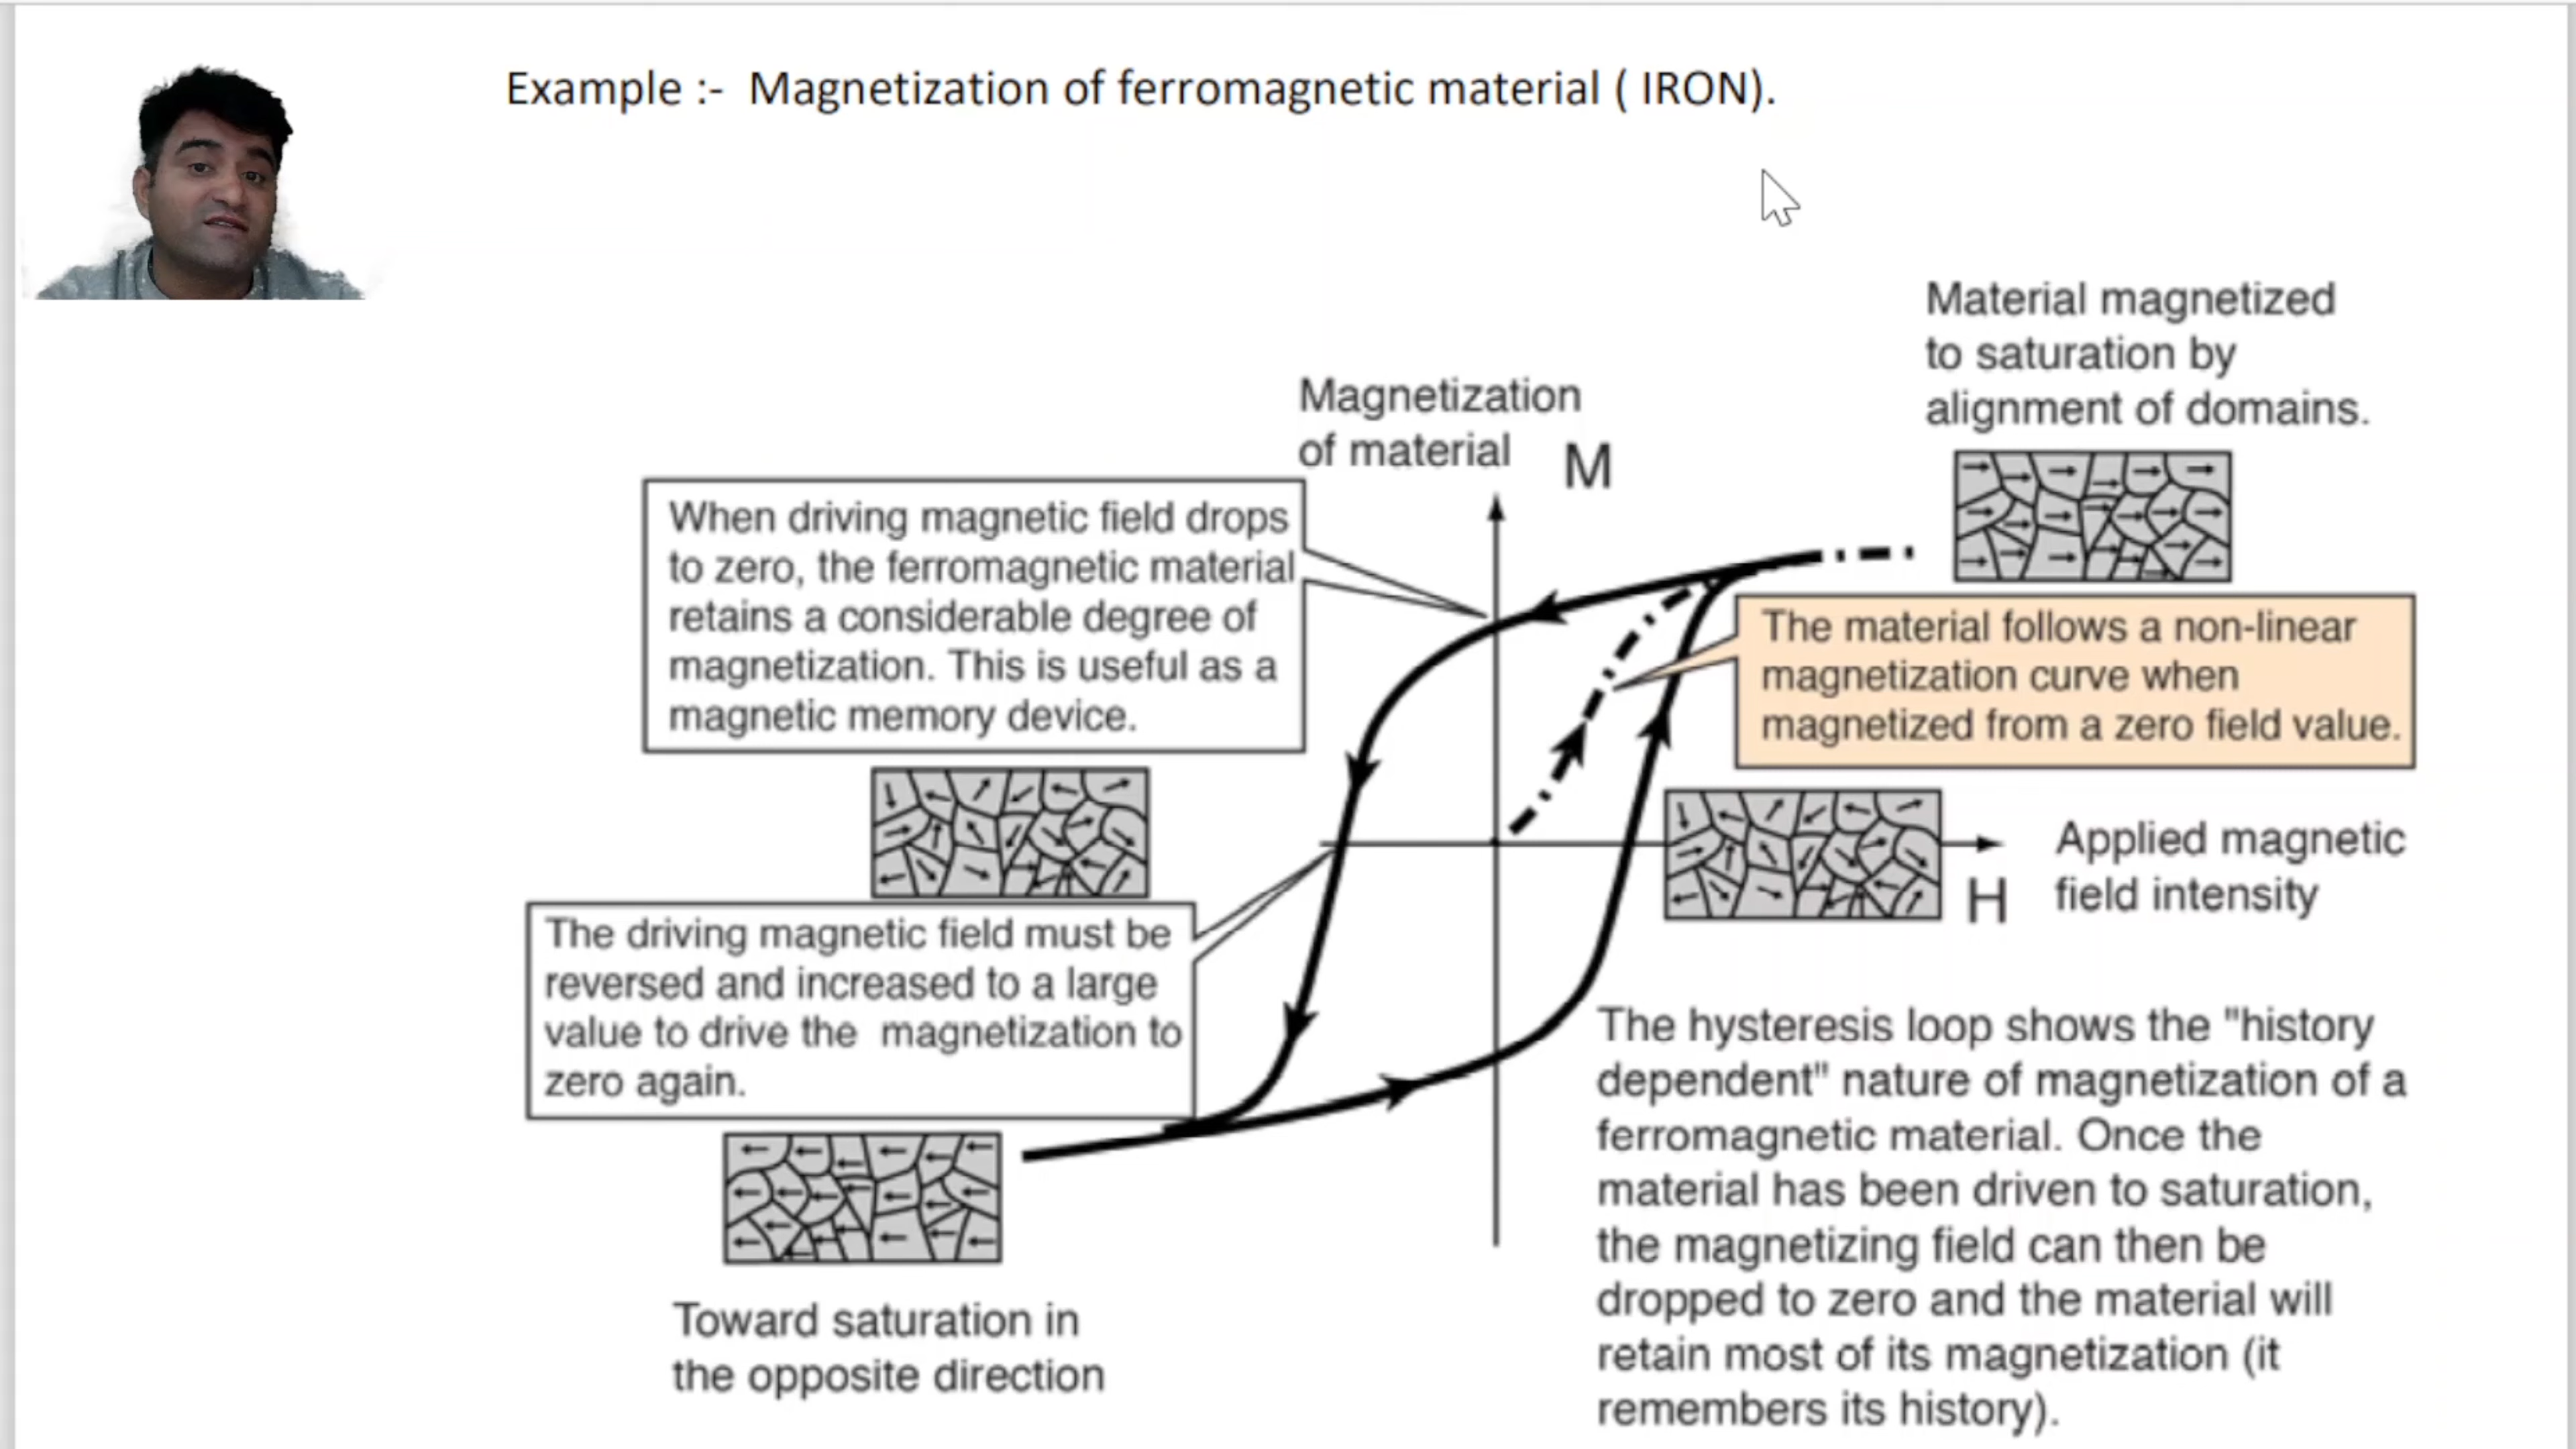 Example :-  Magnetization of ferromagnetic material ( IRON).
Material magnetized
to saturation by
alignment of domains.
Magnetization
of material
M
When driving magnetic field drops
to zero, the ferromagnetic material
retains a considerable degree of
magnetization. This is useful as a
magnetic memory device.
The material follows a non-linear
magnetization curve when
magnetized from a zero field value.
Applied magnetic
field intensity
H
The driving magnetic field must be
reversed and increased to a large
value to drive the  magnetization to
zero again.
The hysteresis loop shows the "history
dependent" nature of magnetization of a
ferromagnetic material. Once the
material has been driven to saturation,
the magnetizing field can then be
dropped to zero and the material will
retain most of its magnetization (it
remembers its history).
Toward saturation in
the opposite direction